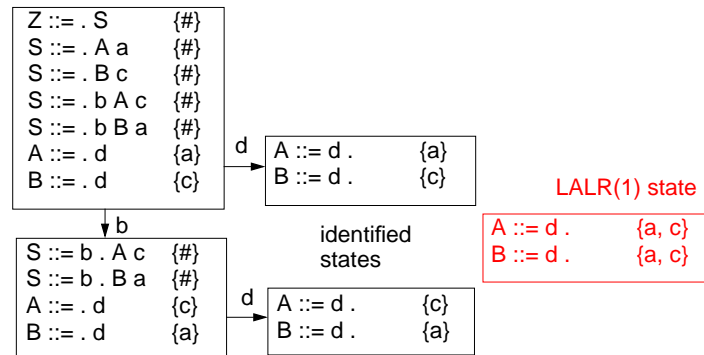 Z ::= . S {#}
S ::= . A a {#}
S ::= . B c {#}
S ::= . b A c {#}
S ::= . b B a {#}
A ::= . d {a}
B ::= . d {c}
d
A ::= d . {a}
B ::= d . {c}
LALR(1) state
A ::= d . {a, c}
B ::= d . {a, c}
b
identified
states
S ::= b . A c {#}
S ::= b . B a {#}
A ::= . d {c}
B ::= . d {a}
d
A ::= d . {c}
B ::= d . {a}